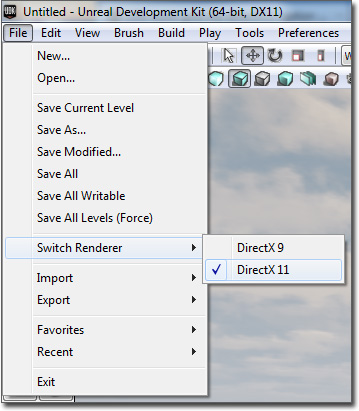 UDK Untitled - Unreal Development Kit (64-bit, DX11)
File Edit View Brush Build Play Tools Preferences
New...
Open...
Save Current Level
Save As...
Save Modified...
Save All
Save All Writable
Save All Levels (Force)
Switch Renderer
DirectX 9
DirectX 11
Import
Export
Favorites
Recent
Exit